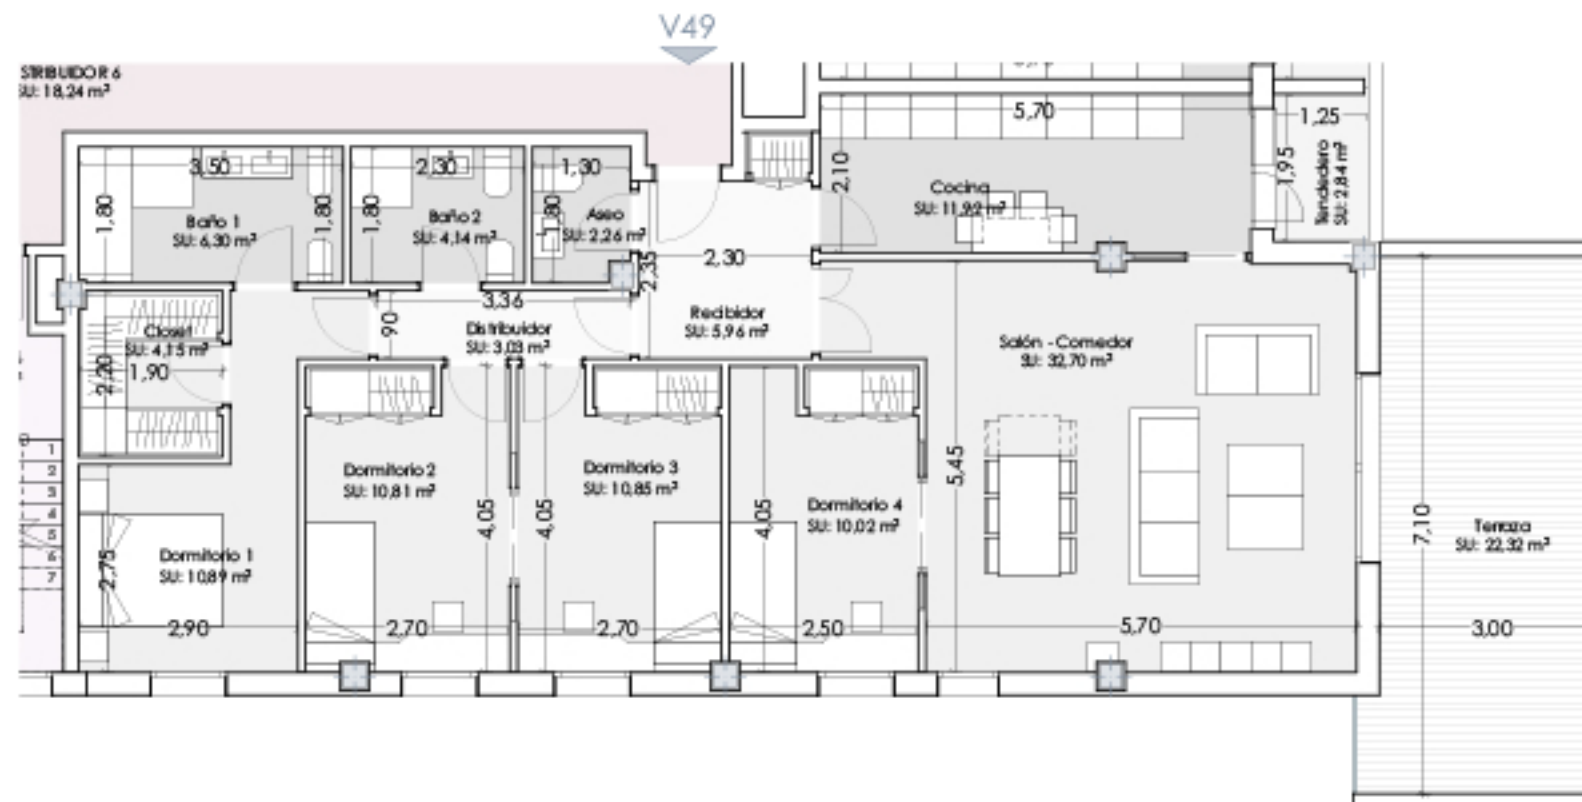 V49
STRIBUIDOR 6
SU: 18,24 m²
5,70
1,25
3,50
2,30
1,30
2,10
1,95
Tendedero
SU: 2,84 m²
1,80
Baño 1
SU: 6,30 m²
1,80
1,80
Baño 2
SU: 4,14 m²
1,80
Aseo
SU: 2,26 m²
Cocina
SU: 11,92 m²
2,35
2,30
3,36
90
Distribuidor
SU: 3,03 m²
Recibidor
SU: 5,96 m²
Closet
SU: 4,15 m²
2,20
1,90
Salón - Comedor
SU: 32,70 m²
1
2
3
4
5
6
7
Dormitorio 2
SU: 10,81 m²
Dormitorio 3
SU: 10,85 m²
Dormitorio 4
SU: 10,02 m²
4,05
4,05
4,05
5,45
7,10
Terraza
SU: 22,32 m²
Dormitorio 1
SU: 10,89 m²
2,75
2,90
2,70
2,70
2,50
5,70
3,00